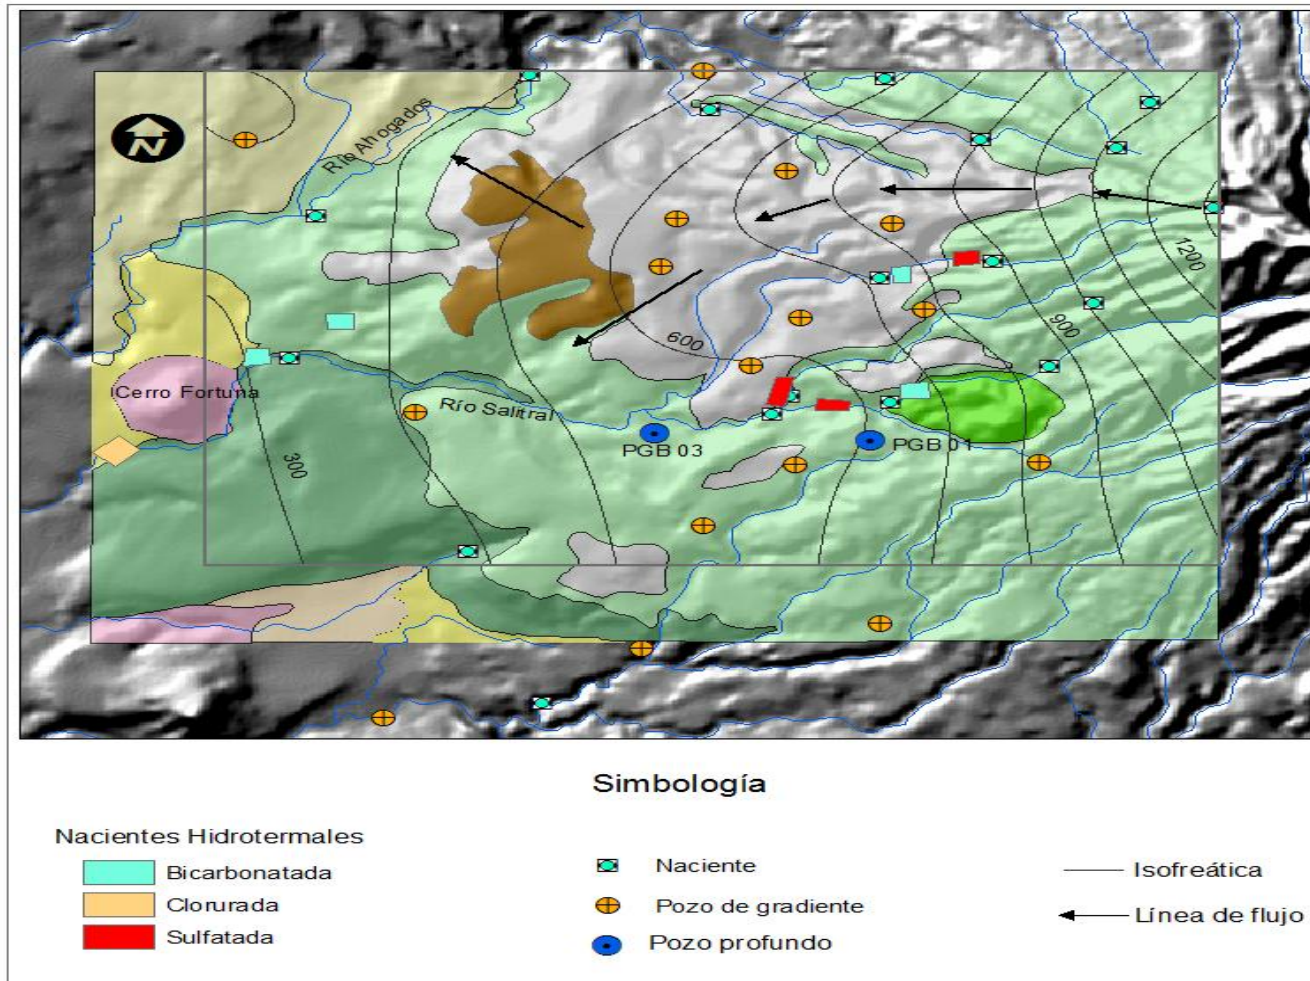 N
Río Ahogados
1200
900
600
Cerro Fortuna
Río Salitral
PGB 03
PGB 01
300
Simbología
Nacientes Hidrotermales
Bicarbonatada
Clorurada
Sulfatada
Naciente
Pozo de gradiente
Pozo profundo
Isofreática
Línea de flujo